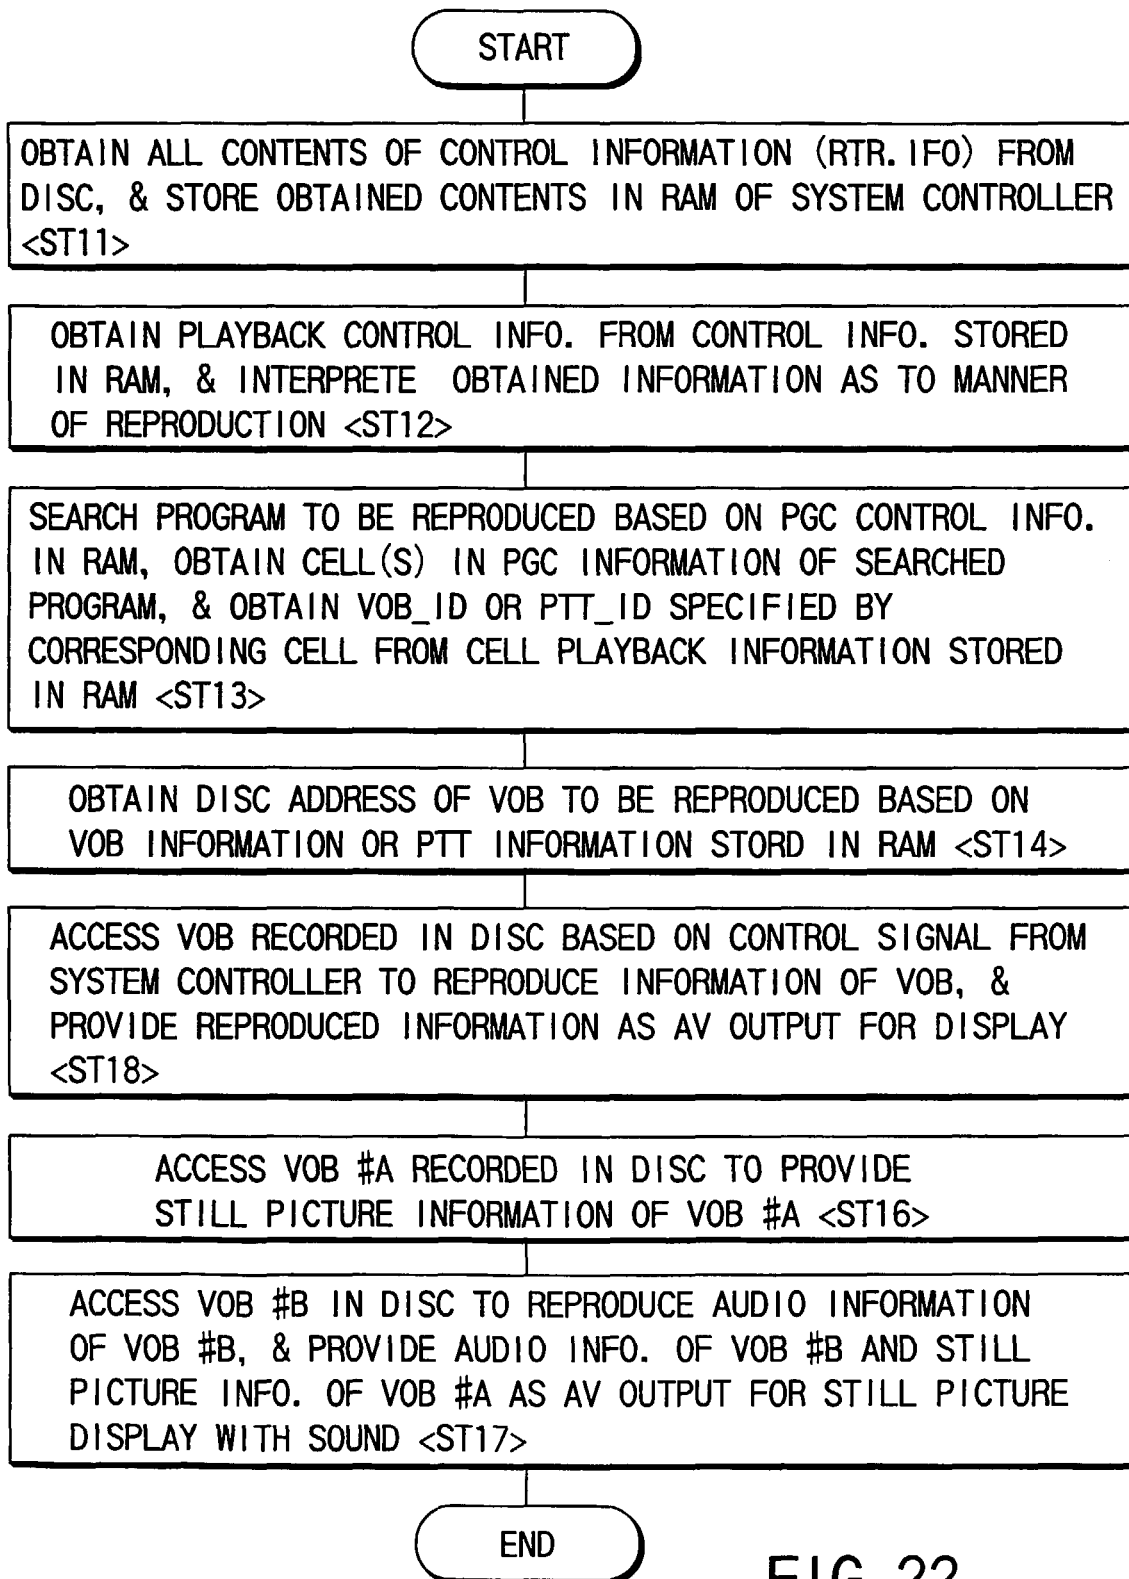 START
OBTAIN ALL CONTENTS OF CONTROL INFORMATION (RTR.IFO) FROM
DISC, & STORE OBTAINED CONTENTS IN RAM OF SYSTEM CONTROLLER
<ST11>
OBTAIN PLAYBACK CONTROL INFO. FROM CONTROL INFO. STORED
IN RAM, & INTERPRETE OBTAINED INFORMATION AS TO MANNER
OF REPRODUCTION <ST12>
SEARCH PROGRAM TO BE REPRODUCED BASED ON PGC CONTROL INFO.
IN RAM, OBTAIN CELL(S) IN PGC INFORMATION OF SEARCHED
PROGRAM, & OBTAIN VOB_ID OR PTT_ID SPECIFIED BY
CORRESPONDING CELL FROM CELL PLAYBACK INFORMATION STORED
IN RAM <ST13>
OBTAIN DISC ADDRESS OF VOB TO BE REPRODUCED BASED ON
VOB INFORMATION OR PTT INFORMATION STORD IN RAM <ST14>
ACCESS VOB RECORDED IN DISC BASED ON CONTROL SIGNAL FROM
SYSTEM CONTROLLER TO REPRODUCE INFORMATION OF VOB, &
PROVIDE REPRODUCED INFORMATION AS AV OUTPUT FOR DISPLAY
<ST18>
ACCESS VOB #A RECORDED IN DISC TO PROVIDE
STILL PICTURE INFORMATION OF VOB #A <ST16>
ACCESS VOB #B IN DISC TO REPRODUCE AUDIO INFORMATION
OF VOB #B, & PROVIDE AUDIO INFO. OF VOB #B AND STILL
PICTURE INFO. OF VOB #A AS AV OUTPUT FOR STILL PICTURE
DISPLAY WITH SOUND <ST17>
END
FIG. 22